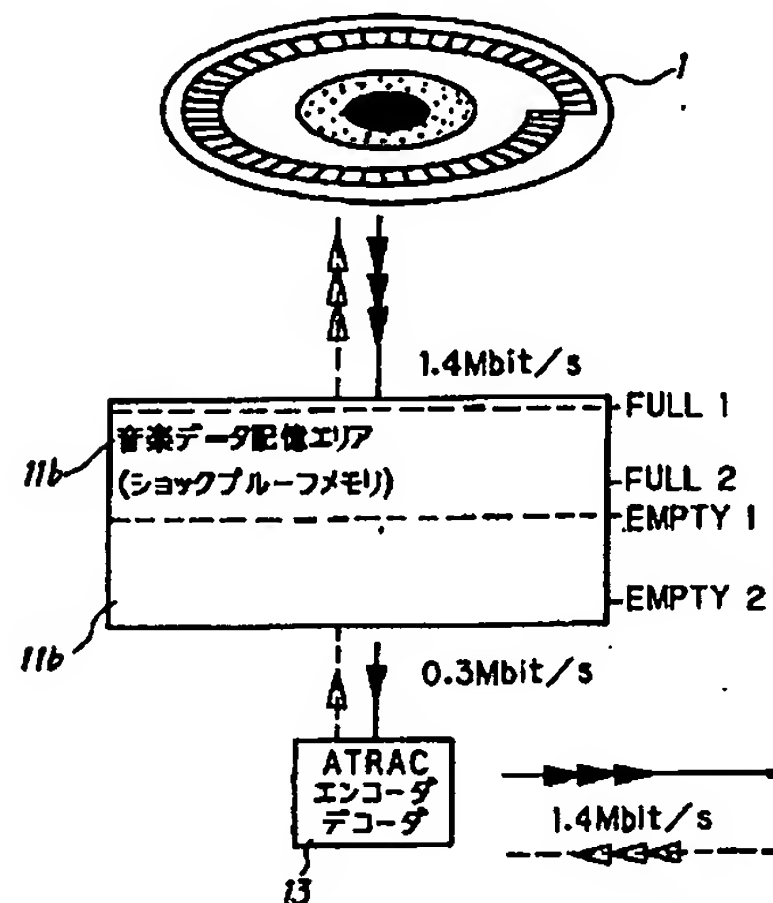 1
1.4Mbit/s
FULL 1
11b
音楽データ記憶エリア
(ショックプルーフメモリ)
FULL 2
EMPTY 1
EMPTY 2
11b
0.3Mbit/s
ATRAC
エンコーダ
デコーダ
13
1.4Mbit/s